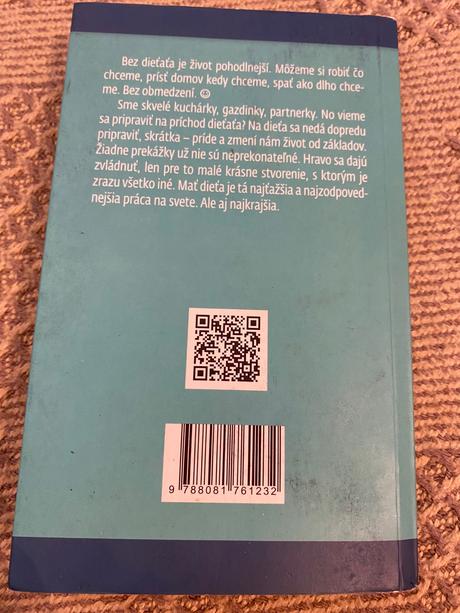 Bez dieťaťa je život pohodlnejší. Môžeme si robiť čo
chceme, prísť domov kedy chceme, spať ako dlho chce-
me. Bez obmedzení. ☺
Sme skvelé kuchárky, gazdinky, partnerky. No vieme
sa pripraviť na príchod dieťaťa? Na dieťa sa nedá dopredu
pripraviť, skrátka – príde a zmení nám život od základov.
Žiadne prekážky už nie sú neprekonateľné. Hravo sa dajú
zvládnuť, len pre to malé krásne stvorenie, s ktorým je
zrazu všetko iné. Mať dieťa je tá najťažšia a najzodpoved-
nejšia práca na svete. Ale aj najkrajšia.
9 788081 761232